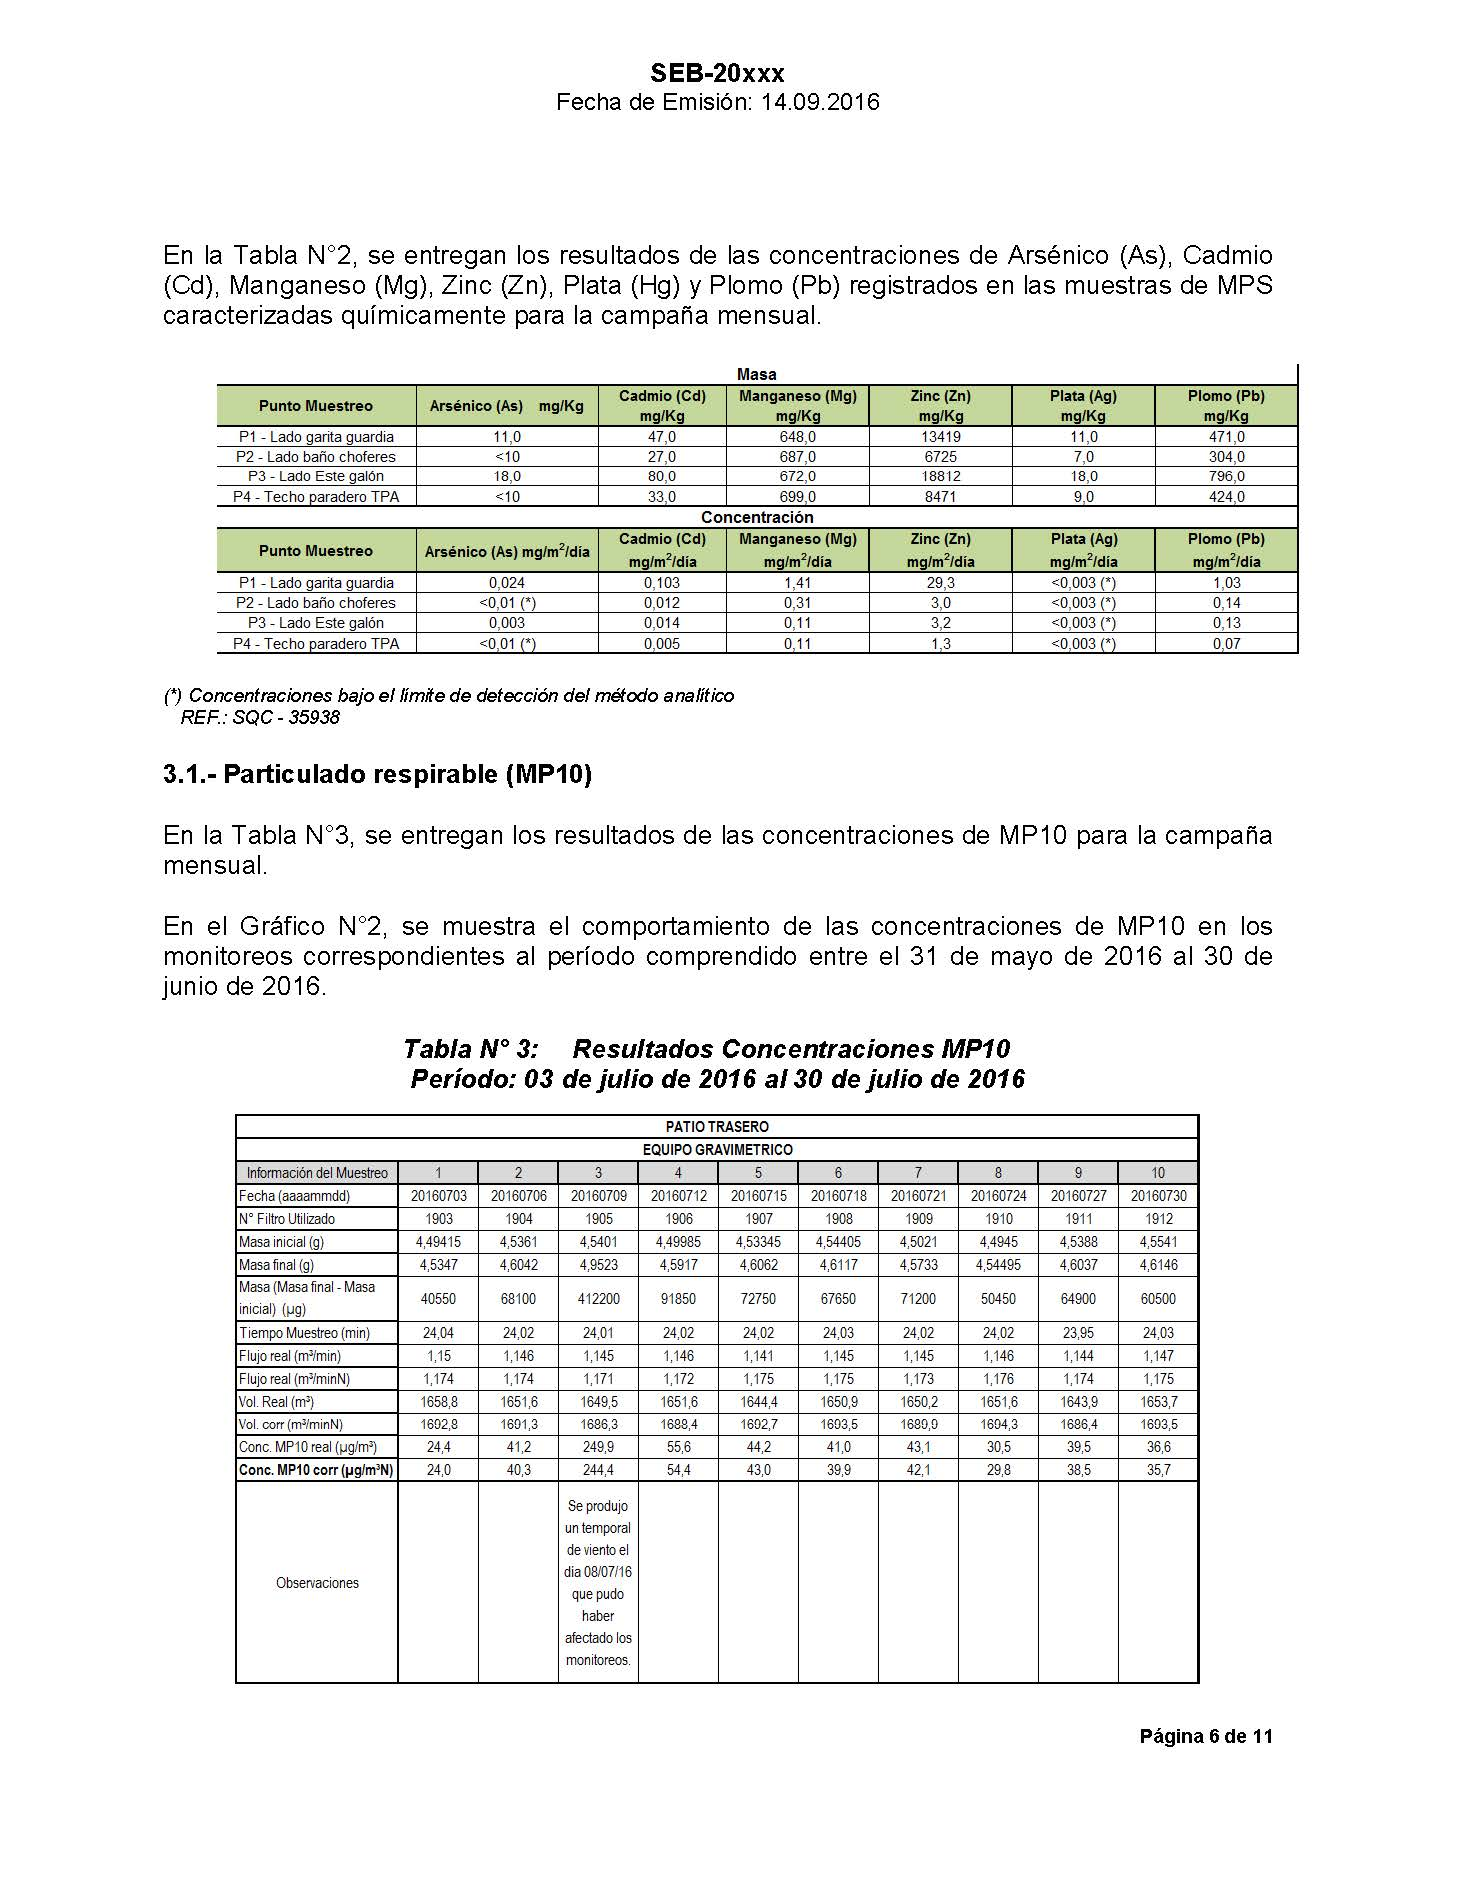 SEB-20xxx
Fecha de Emisión: 14.09.2016
En la Tabla N°2, se entregan los resultados de las concentraciones de Arsénico (As), Cadmio
(Cd), Manganeso (Mg), Zinc (Zn), Plata (Hg) y Plomo (Pb) registrados en las muestras de MPS
caracterizadas químicamente para la campaña mensual.
Masa
Punto Muestreo Arsénico (As) mg/Kg Cadmio (Cd) mg/Kg Manganeso (Mg) mg/Kg Zinc (Zn) mg/Kg Plata (Ag) mg/Kg Plomo (Pb) mg/Kg
P1 - Lado garita guardia 11,0 47,0 648,0 13419 11,0 471,0
P2 - Lado baño choferes <10 27,0 687,0 6725 7,0 304,0
P3 - Lado Este galón 18,0 80,0 672,0 18812 18,0 796,0
P4 - Techo paradero TPA <10 33,0 699,0 8471 9,0 424,0
Concentración
Punto Muestreo Arsénico (As) mg/m²/día Cadmio (Cd) mg/m²/día Manganeso (Mg) mg/m²/día Zinc (Zn) mg/m²/día Plata (Ag) mg/m²/día Plomo (Pb) mg/m²/día
P1 - Lado garita guardia 0,024 0,103 1,41 29,3 <0,003 (*) 1,03
P2 - Lado baño choferes <0,01 (*) 0,012 0,31 3,0 <0,003 (*) 0,14
P3 - Lado Este galón 0,003 0,014 0,11 3,2 <0,003 (*) 0,13
P4 - Techo paradero TPA <0,01 (*) 0,005 0,11 1,3 <0,003 (*) 0,07
(*) Concentraciones bajo el límite de detección del método analítico
REF.: SQC - 35938
3.1.- Particulado respirable (MP10)
En la Tabla N°3, se entregan los resultados de las concentraciones de MP10 para la campaña
mensual.
En el Gráfico N°2, se muestra el comportamiento de las concentraciones de MP10 en los
monitoreos correspondientes al período comprendido entre el 31 de mayo de 2016 al 30 de
junio de 2016.
Tabla N° 3: Resultados Concentraciones MP10
Período: 03 de julio de 2016 al 30 de julio de 2016
PATIO TRASERO
EQUIPO GRAVIMETRICO
Información del Muestreo 1 2 3 4 5 6 7 8 9 10
Fecha (aaaammdd) 20160703 20160706 20160709 20160712 20160715 20160718 20160721 20160724 20160727 20160730
N° Filtro Utilizado 1903 1904 1905 1906 1907 1908 1909 1910 1911 1912
Masa inicial (g) 4,49415 4,5361 4,5401 4,49985 4,53345 4,54405 4,5021 4,4945 4,5388 4,5541
Masa final (g) 4,5347 4,6042 4,9523 4,5917 4,6062 4,6117 4,5733 4,54495 4,6037 4,6146
Masa (Masa final - Masa
inicial) (µg) 40550 68100 412200 91850 72750 67650 71200 50450 64900 60500
Tiempo Muestreo (min) 24,04 24,02 24,01 24,02 24,02 24,03 24,02 24,02 23,95 24,03
Flujo real (m³/min) 1,15 1,146 1,145 1,146 1,141 1,145 1,145 1,146 1,144 1,147
Flujo real (m³/minN) 1,174 1,174 1,171 1,172 1,175 1,175 1,173 1,176 1,174 1,175
Vol. Real (m³) 1658,8 1651,6 1649,5 1651,6 1644,4 1650,9 1650,2 1651,6 1643,9 1653,7
Vol. corr (m³/minN) 1692,8 1691,3 1686,3 1688,4 1692,7 1693,5 1689,9 1694,3 1686,4 1693,5
Conc. MP10 real (µg/m³) 24,4 41,2 249,9 55,6 44,2 41,0 43,1 30,5 39,5 36,6
Conc. MP10 corr (µg/m³N) 24,0 40,3 244,4 54,4 43,0 39,9 42,1 29,8 38,5 35,7
Observaciones
Se produjo
un temporal
de viento el
día 08/07/16
que pudo
haber
afectado los
monitoreos.
Página 6 de 11